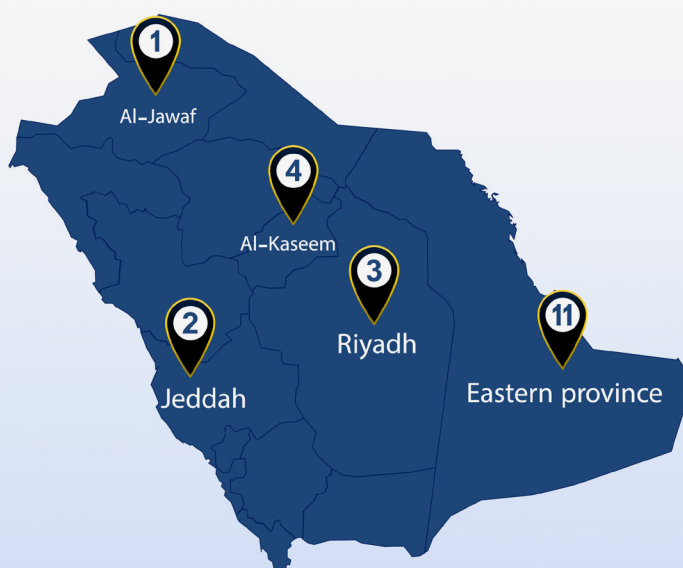 1
Al-Jawaf
4
Al-Kaseem
3
Riyadh
2
Jeddah
11
Eastern province